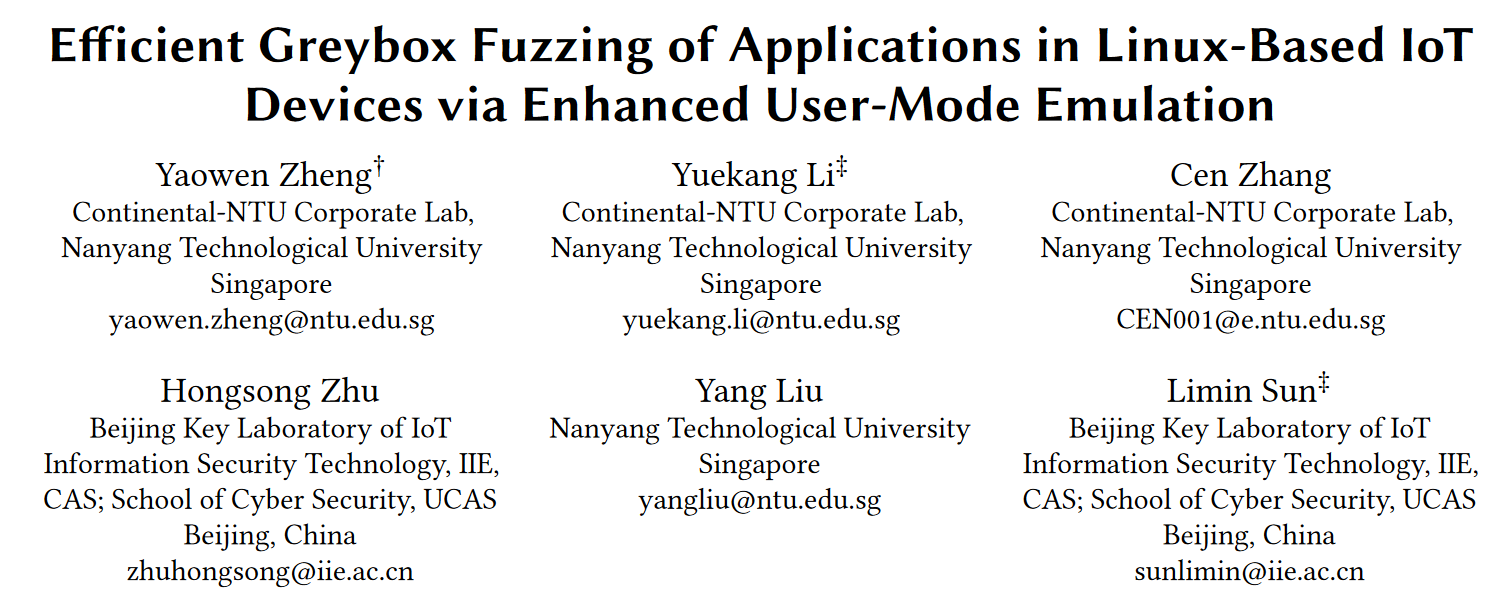 Efficient Greybox Fuzzing of Applications in Linux-Based IoT
Devices via Enhanced User-Mode Emulation
Yaowen Zheng†
Continental-NTU Corporate Lab,
Nanyang Technological University
Singapore
yaowen.zheng@ntu.edu.sg
Yuekang Li‡
Continental-NTU Corporate Lab,
Nanyang Technological University
Singapore
yuekang.li@ntu.edu.sg
Cen Zhang
Continental-NTU Corporate Lab,
Nanyang Technological University
Singapore
CEN001@e.ntu.edu.sg
Hongsong Zhu
Beijing Key Laboratory of IoT
Information Security Technology, IIE,
CAS; School of Cyber Security, UCAS
Beijing, China
zhuhongsong@iie.ac.cn
Yang Liu
Nanyang Technological University
Singapore
yangliu@ntu.edu.sg
Limin Sun‡
Beijing Key Laboratory of IoT
Information Security Technology, IIE,
CAS; School of Cyber Security, UCAS
Beijing, China
sunlimin@iie.ac.cn